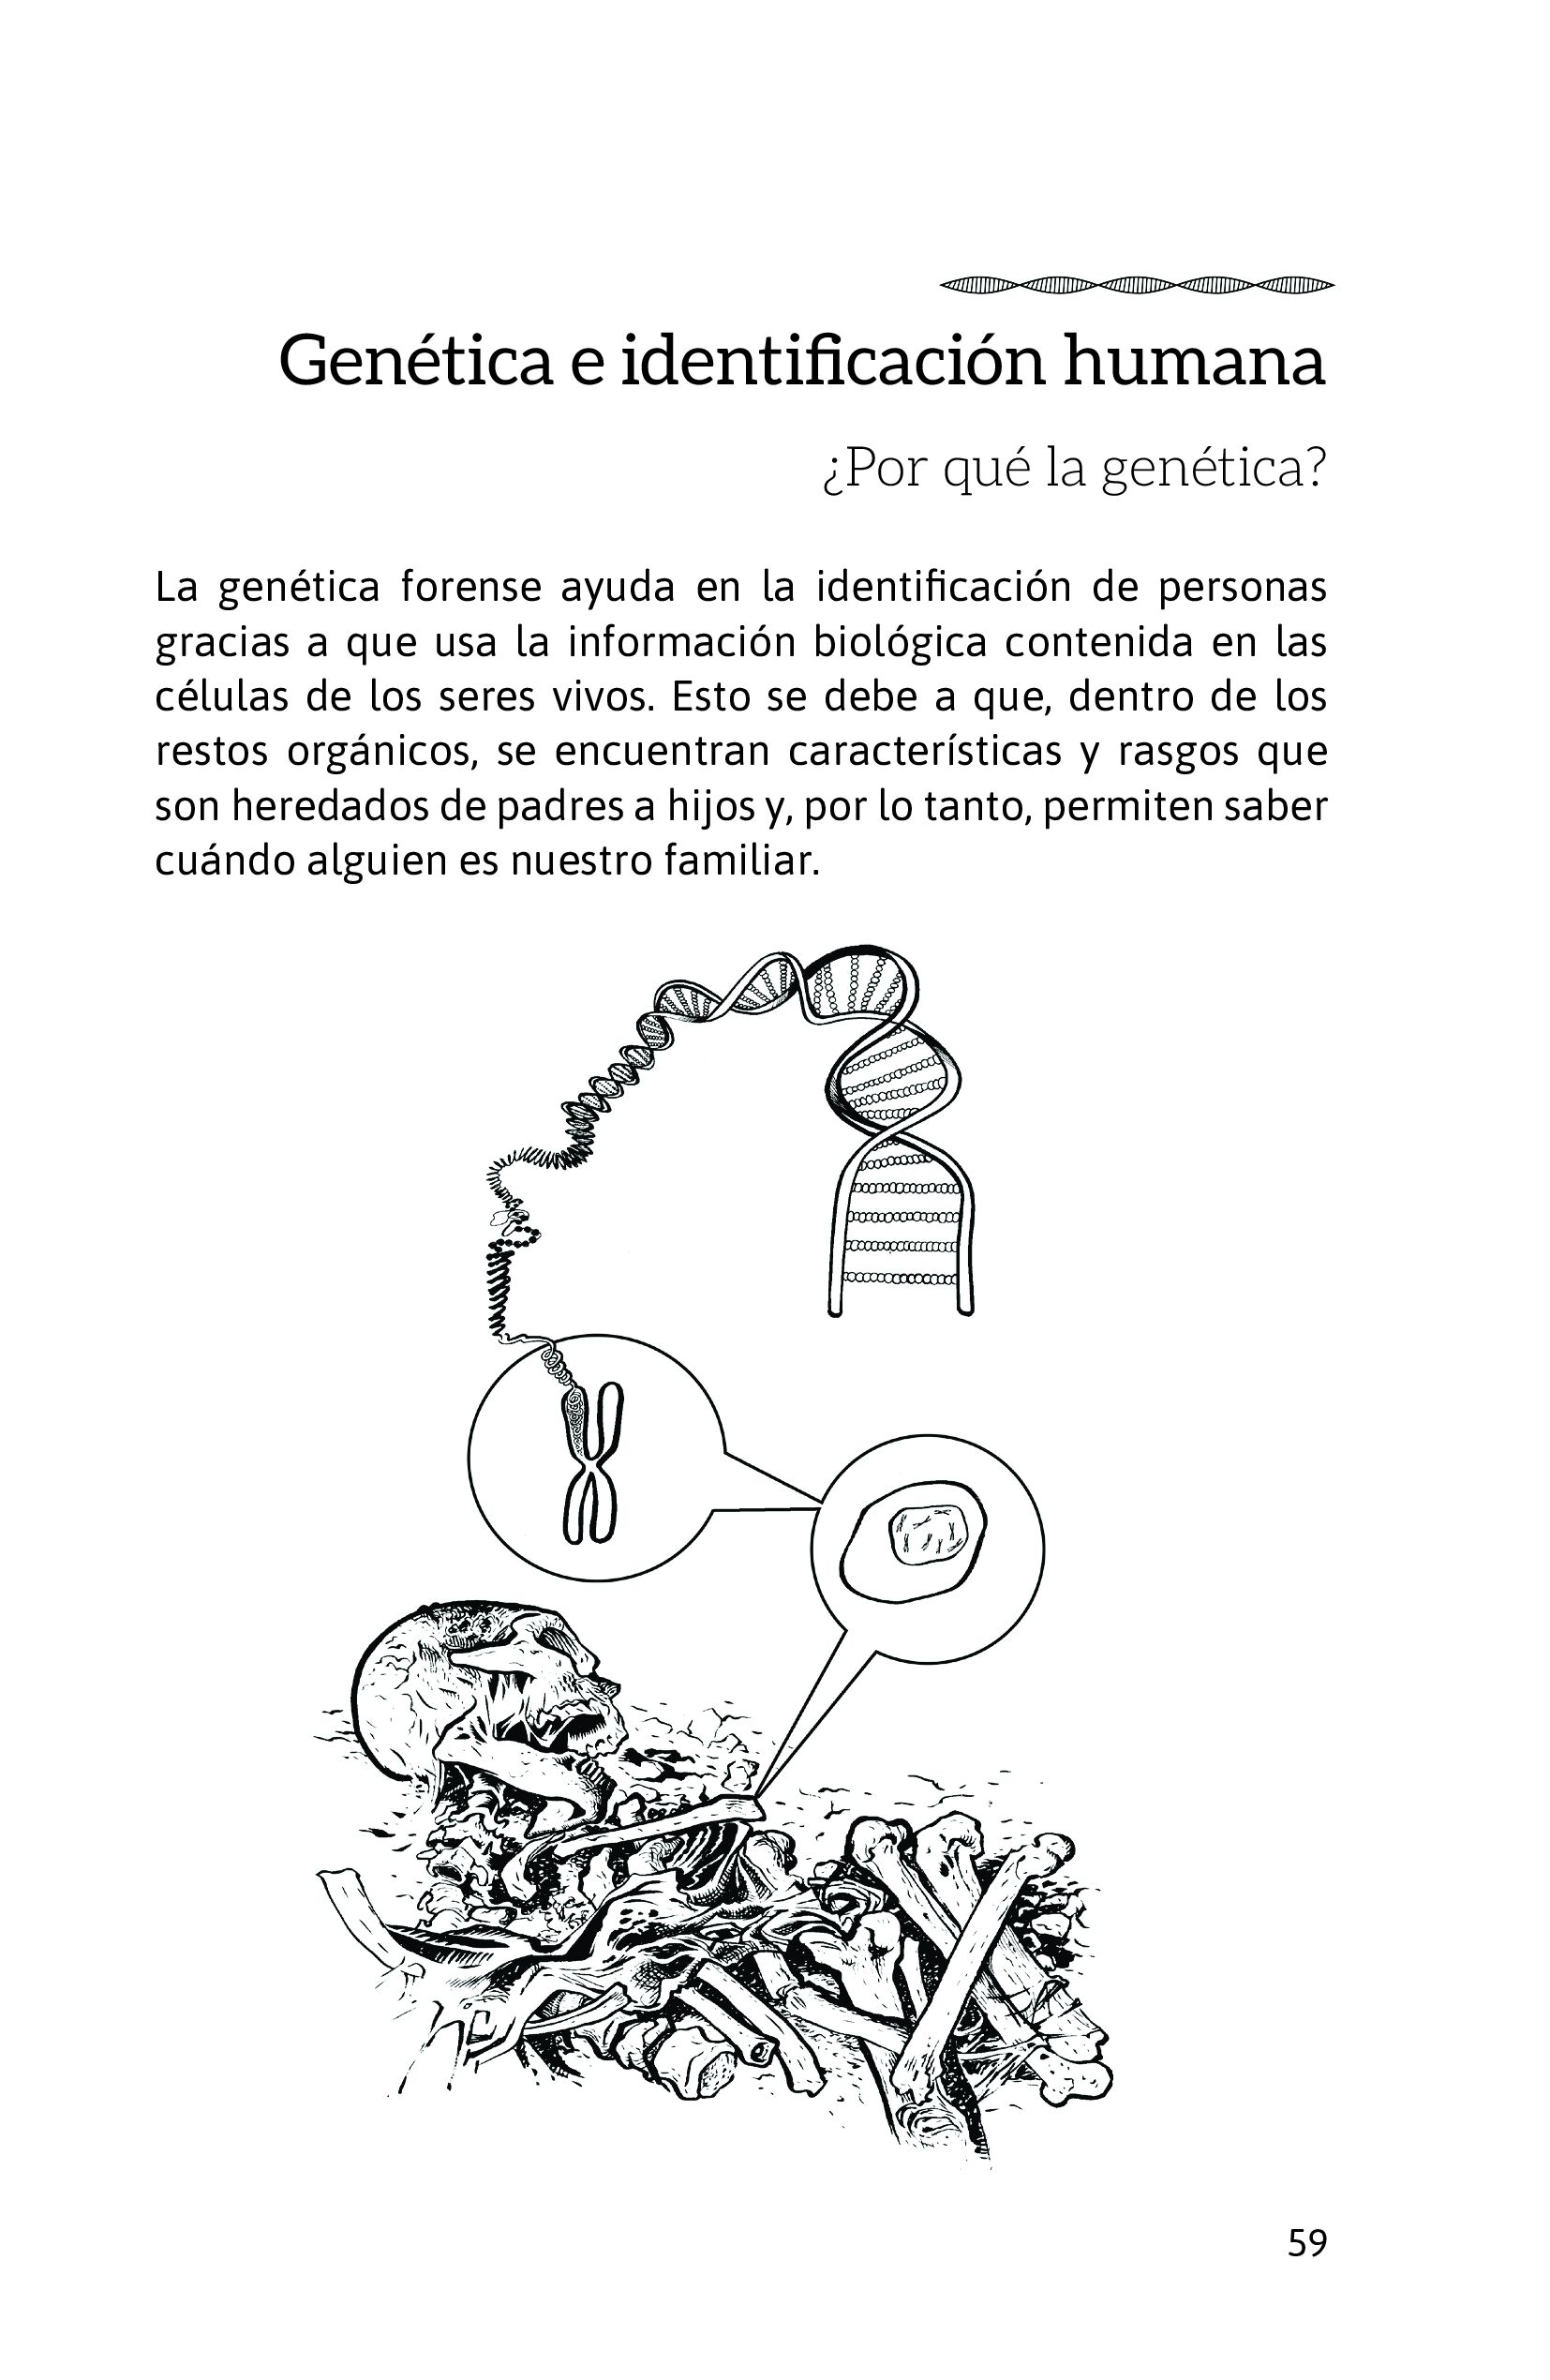 Genética e identificación humana
¿Por qué la genética?
La genética forense ayuda en la identificación de personas
gracias a que usa la información biológica contenida en las
células de los seres vivos. Esto se debe a que, dentro de los
restos orgánicos, se encuentran características y rasgos que
son heredados de padres a hijos y, por lo tanto, permiten saber
cuándo alguien es nuestro familiar.
59